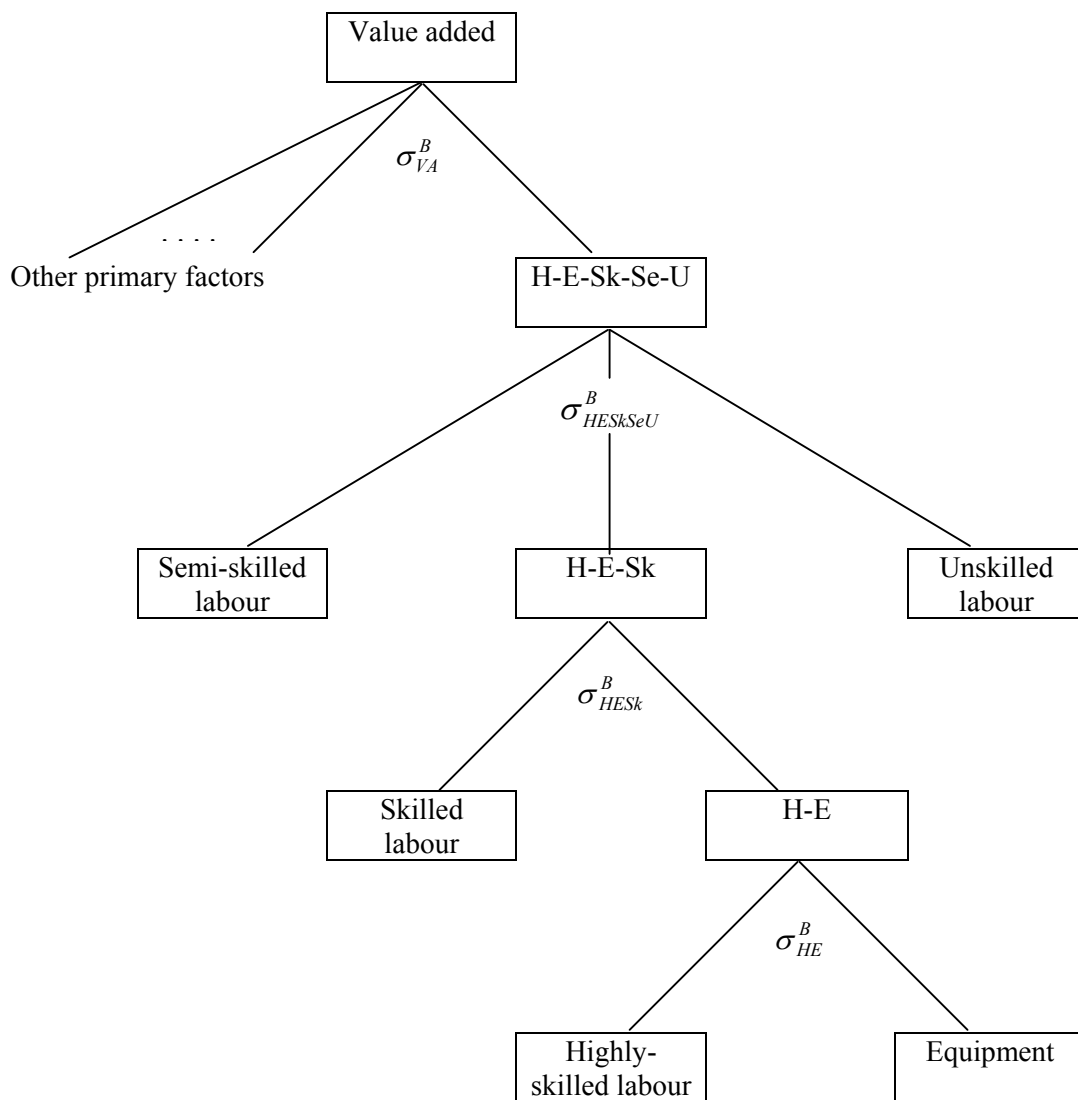 Value added
σ^B_VA
. . . .
Other primary factors
H-E-Sk-Se-U
σ^B_HESkSeU
Semi-skilled
labour
H-E-Sk
Unskilled
labour
σ^B_HESk
Skilled
labour
H-E
σ^B_HE
Highly-
skilled labour
Equipment